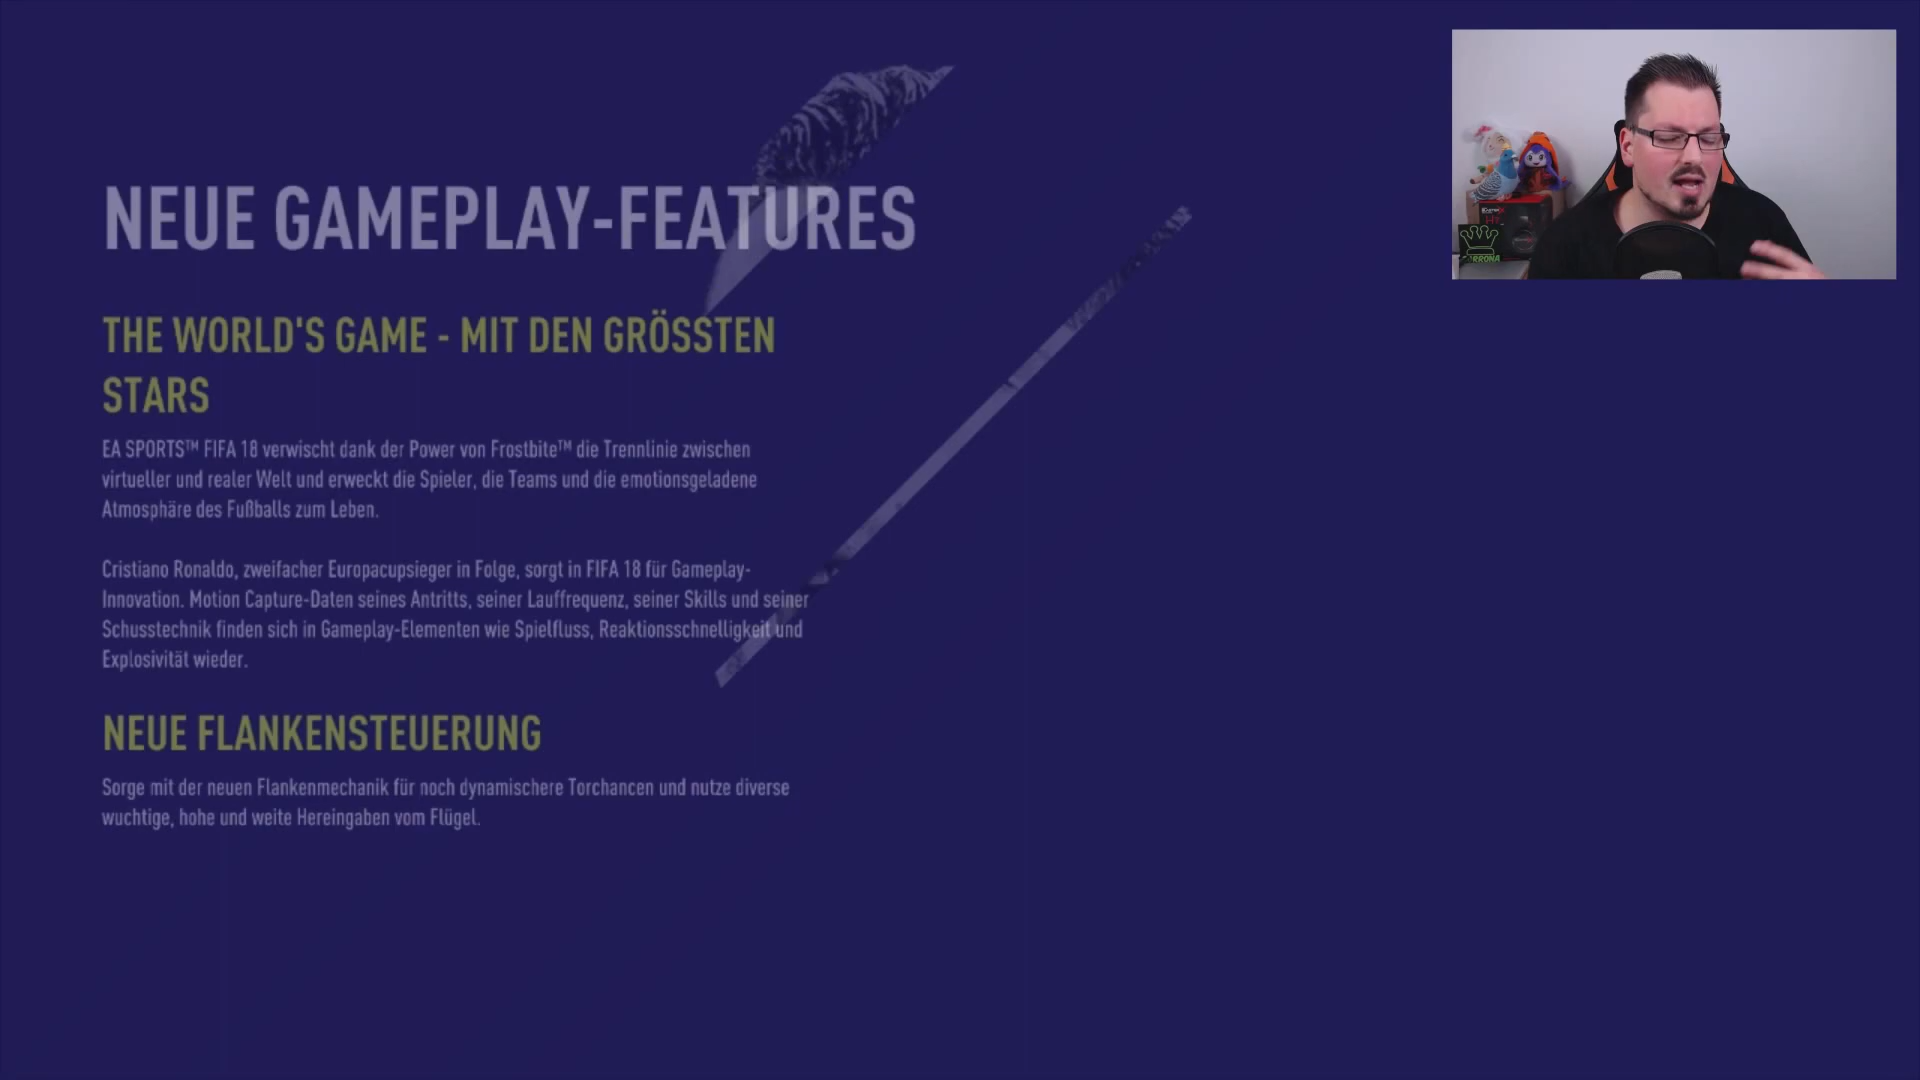 NEUE GAMEPLAY-FEATURES
THE WORLD'S GAME - MIT DEN GRÖSSTEN
STARS
EA SPORTS™ FIFA 18 verwischt dank der Power von Frostbite™ die Trennlinie zwischen
virtueller und realer Welt und erweckt die Spieler, die Teams und die emotionsgeladene
Atmosphäre des Fußballs zum Leben.
Cristiano Ronaldo, zweifacher Europacupsieger in Folge, sorgt in FIFA 18 für Gameplay-
Innovation. Motion Capture-Daten seines Antritts, seiner Lauffrequenz, seiner Skills und seiner
Schusstechnik finden sich in Gameplay-Elementen wie Spielfluss, Reaktionsschnelligkeit und
Explosivität wieder.
NEUE FLANKENSTEUERUNG
Sorge mit der neuen Flankenmechanik für noch dynamischere Torchancen und nutze diverse
wuchtige, hohe und weite Hereingaben vom Flügel.